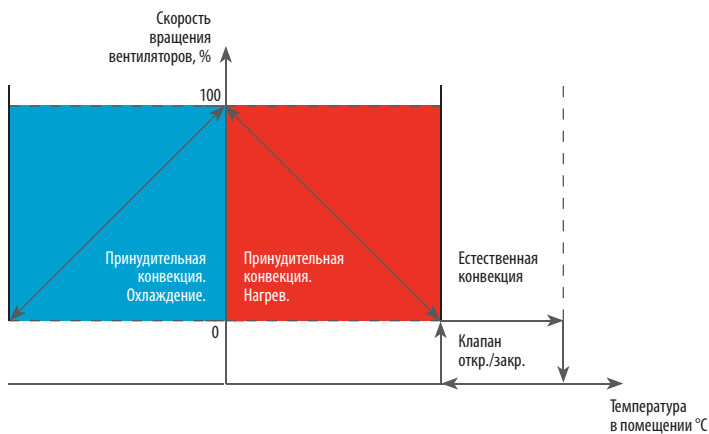 Скорость
вращения
вентиляторов, %
100
Принудительная
конвекция.
Охлаждение.
Принудительная
конвекция.
Нагрев.
Естественная
конвекция
0
Клапан
откр./закр.
Температура
в помещении °С